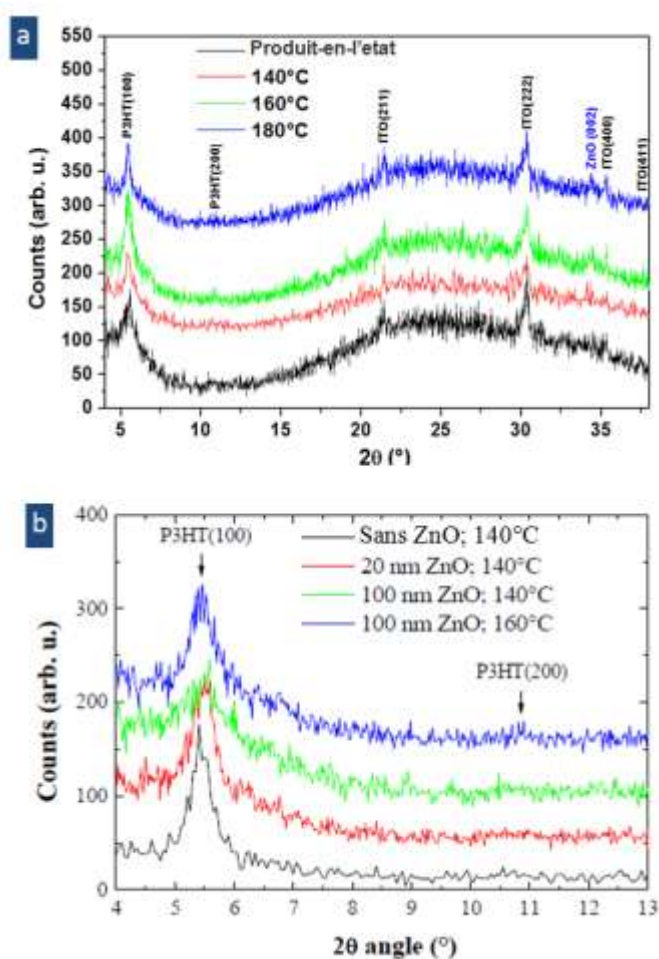 a
Produit-en-l'etat
140°C
160°C
180°C
P3HT(100)
P3HT(200)
ITO(211)
ITO(222)
ZnO (002)
ITO(400)
ITO(411)
Counts (arb. u.)
550
500
450
400
350
300
250
200
150
100
50
0
5 10 15 20 25 30 35
2θ (°)
b
P3HT(100)
Sans ZnO; 140°C
20 nm ZnO; 140°C
100 nm ZnO; 140°C
100 nm ZnO; 160°C
P3HT(200)
Counts (arb. u.)
400
300
200
100
0
4 5 6 7 8 9 10 11 12 13
2θ angle (°)